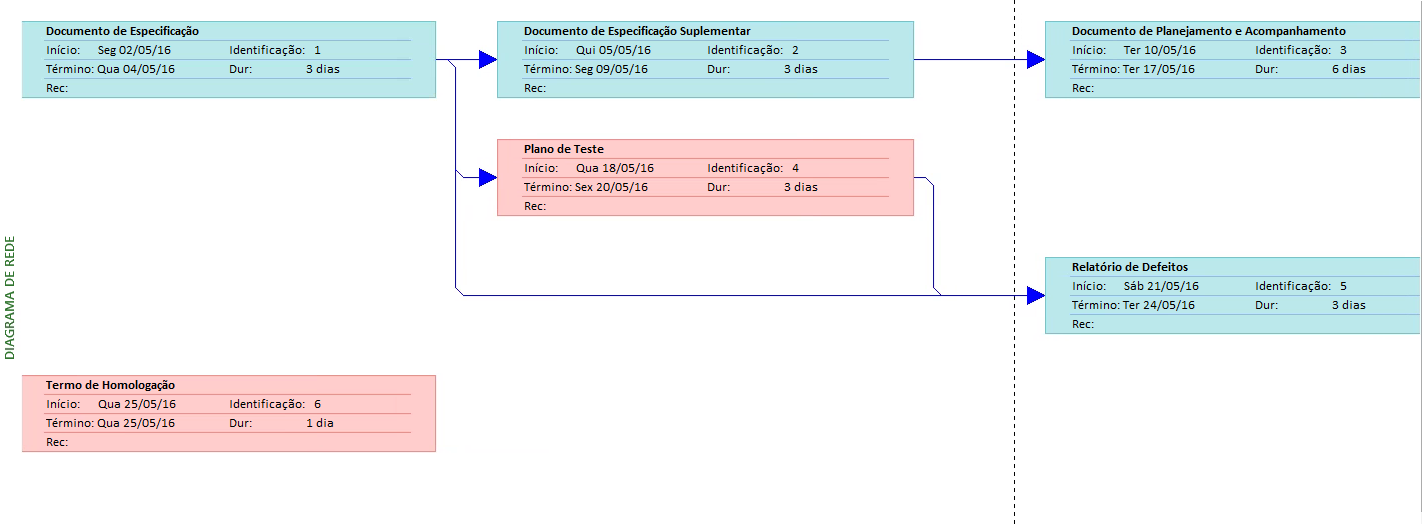 DIAGRAMA DE REDE
Documento de Especificação
Início: Seg 02/05/16 Identificação: 1
Término: Qua 04/05/16 Dur: 3 dias
Rec:
Documento de Especificação Suplementar
Início: Qui 05/05/16 Identificação: 2
Término: Seg 09/05/16 Dur: 3 dias
Rec:
Documento de Planejamento e Acompanhamento
Início: Ter 10/05/16 Identificação: 3
Término: Ter 17/05/16 Dur: 6 dias
Rec:
Plano de Teste
Início: Qua 18/05/16 Identificação: 4
Término: Sex 20/05/16 Dur: 3 dias
Rec:
Relatório de Defeitos
Início: Sáb 21/05/16 Identificação: 5
Término: Ter 24/05/16 Dur: 3 dias
Rec:
Termo de Homologação
Início: Qua 25/05/16 Identificação: 6
Término: Qua 25/05/16 Dur: 1 dia
Rec: